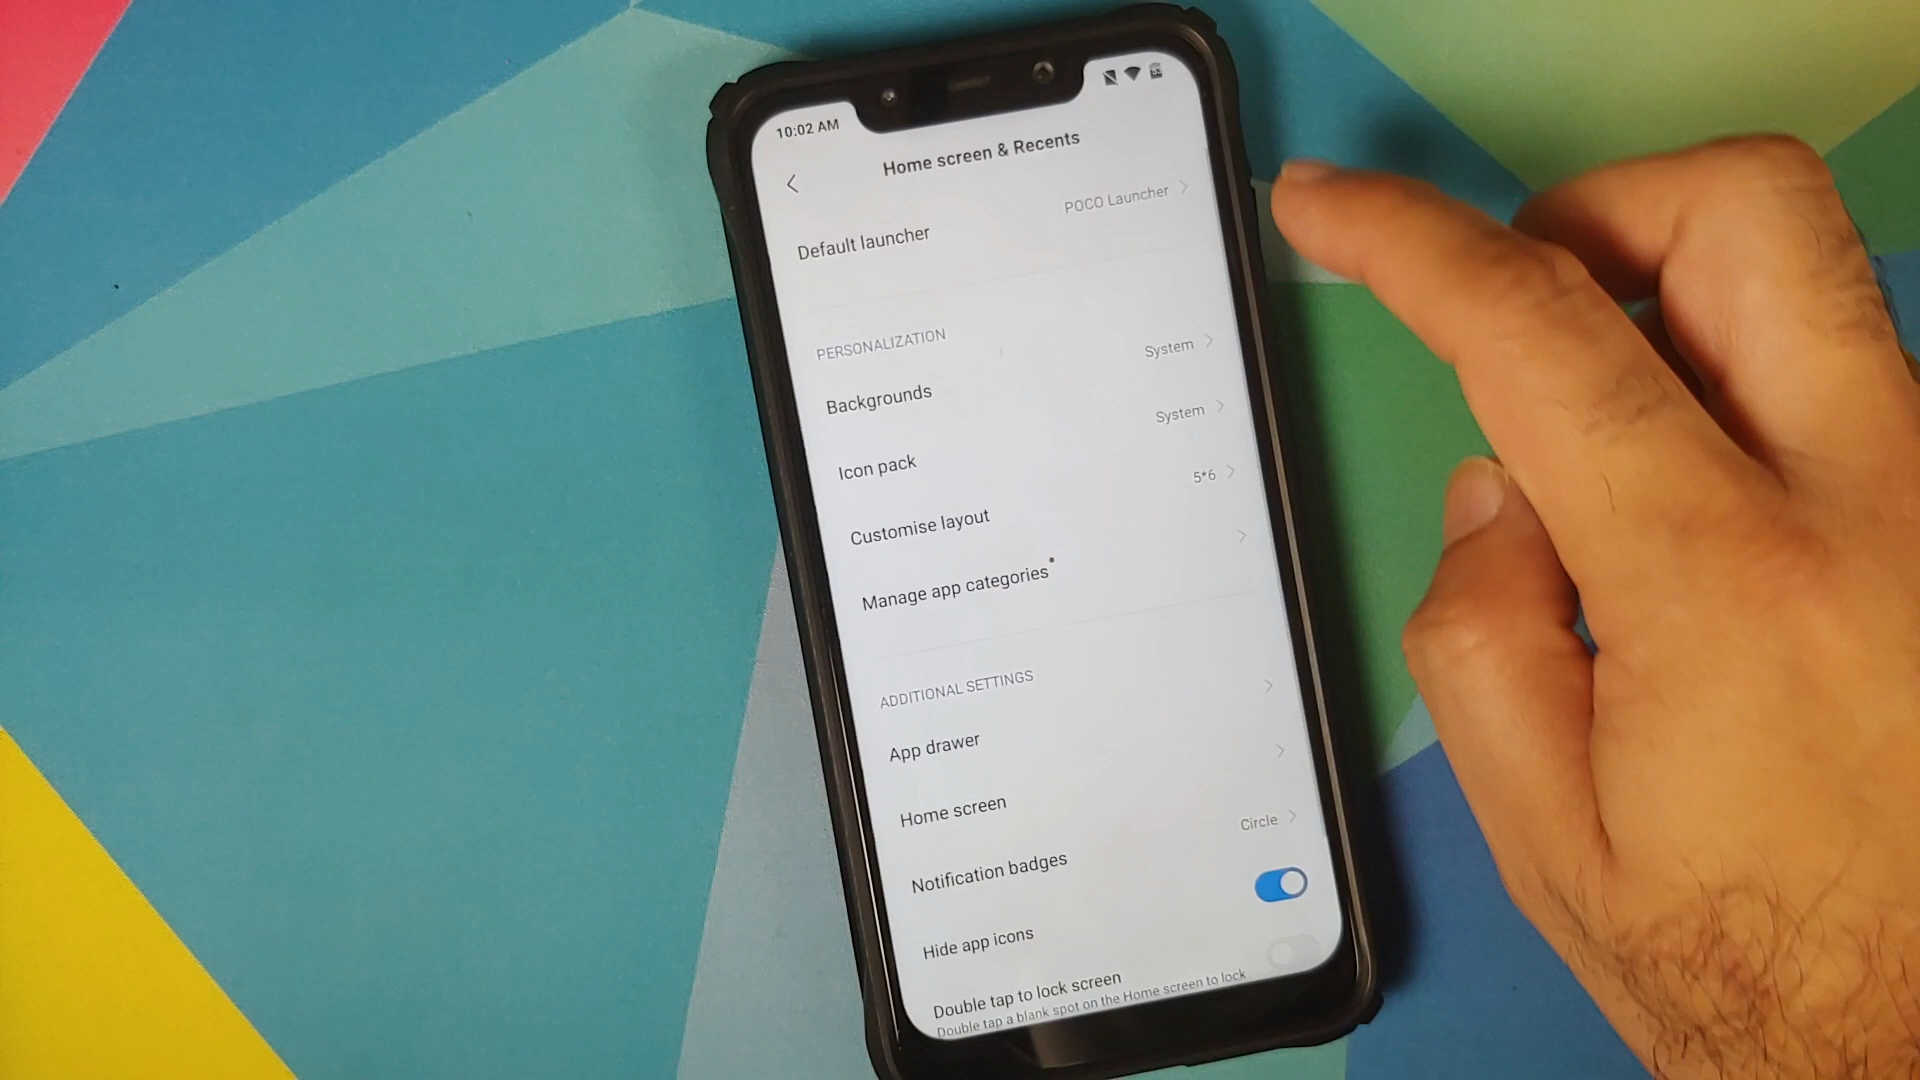 10:02 AM
Home screen & Recents
Default launcher
POCO Launcher
PERSONALIZATION
Backgrounds
System
Icon pack
System
Customise layout
5*6
Manage app categories
ADDITIONAL SETTINGS
App drawer
Home screen
Notification badges
Circle
Hide app icons
Double tap to lock screen
Double tap a blank spot on the Home screen to lock